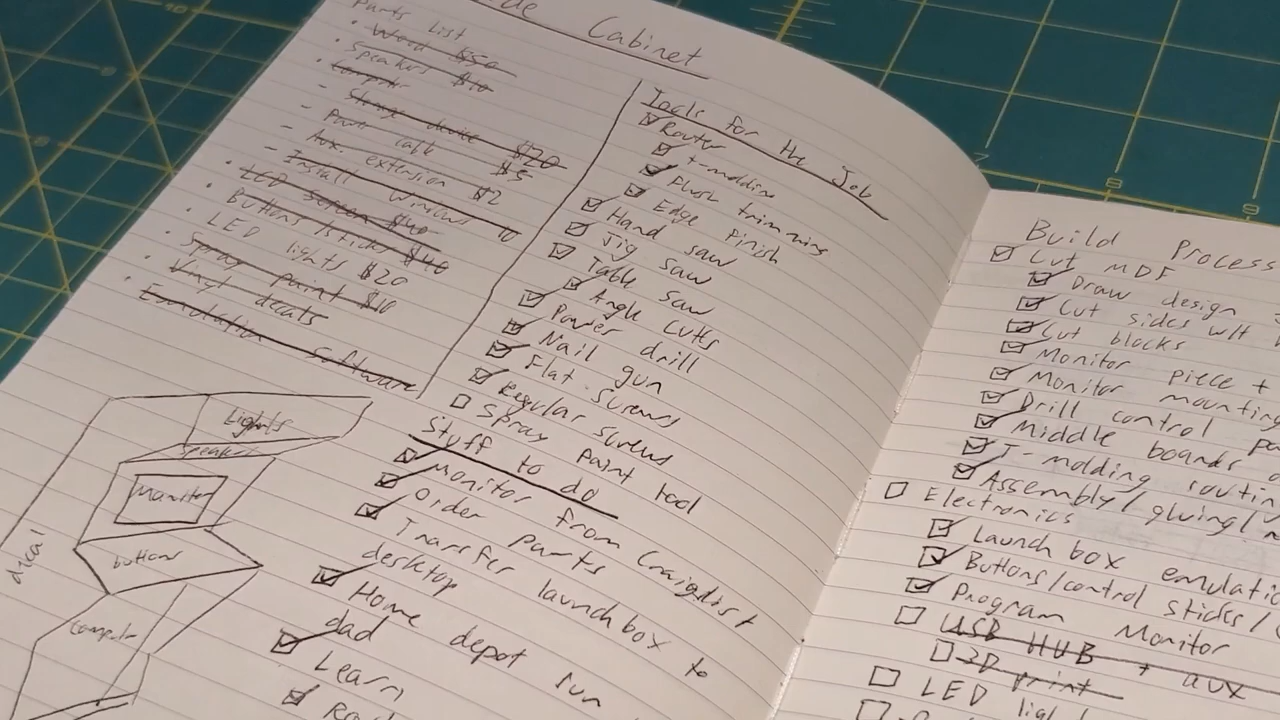 de Cabinet
Parts List
Wood $50
Speakers $10
Computer
Storage device $20
Pwr cable $5
Aux. extension $2
Install Windows
LCD Screen $40
Buttons $40
LED lights $20
Spray paint $10
Vinyl decals
Emulation Software
Lights
Speakers
Monitor
buttons
Computer
decal
Tools for the Job
Router
T-molding
Flush trimming
Edge Finish
Hand saw
Jig saw
Table saw
Angle cuts
Power drill
Nail gun
Flat Screws
Regular screws
Spray paint tool
Stuff to do
Monitor from Craigslist
Order parts
Transfer launchbox to
desktop
Home depot run
dad
Learn
Build Process
Cut MDF
Draw design
Cut sides
Cut blocks
Monitor piece +
Monitor mounting
Drill control
Middle boards
T-molding routin
Assembly/gluing/
Electronics
Launch box emulatio
Buttons/control sticks/
Program Monitor
USB HUB + aux
3D print
LED ligh